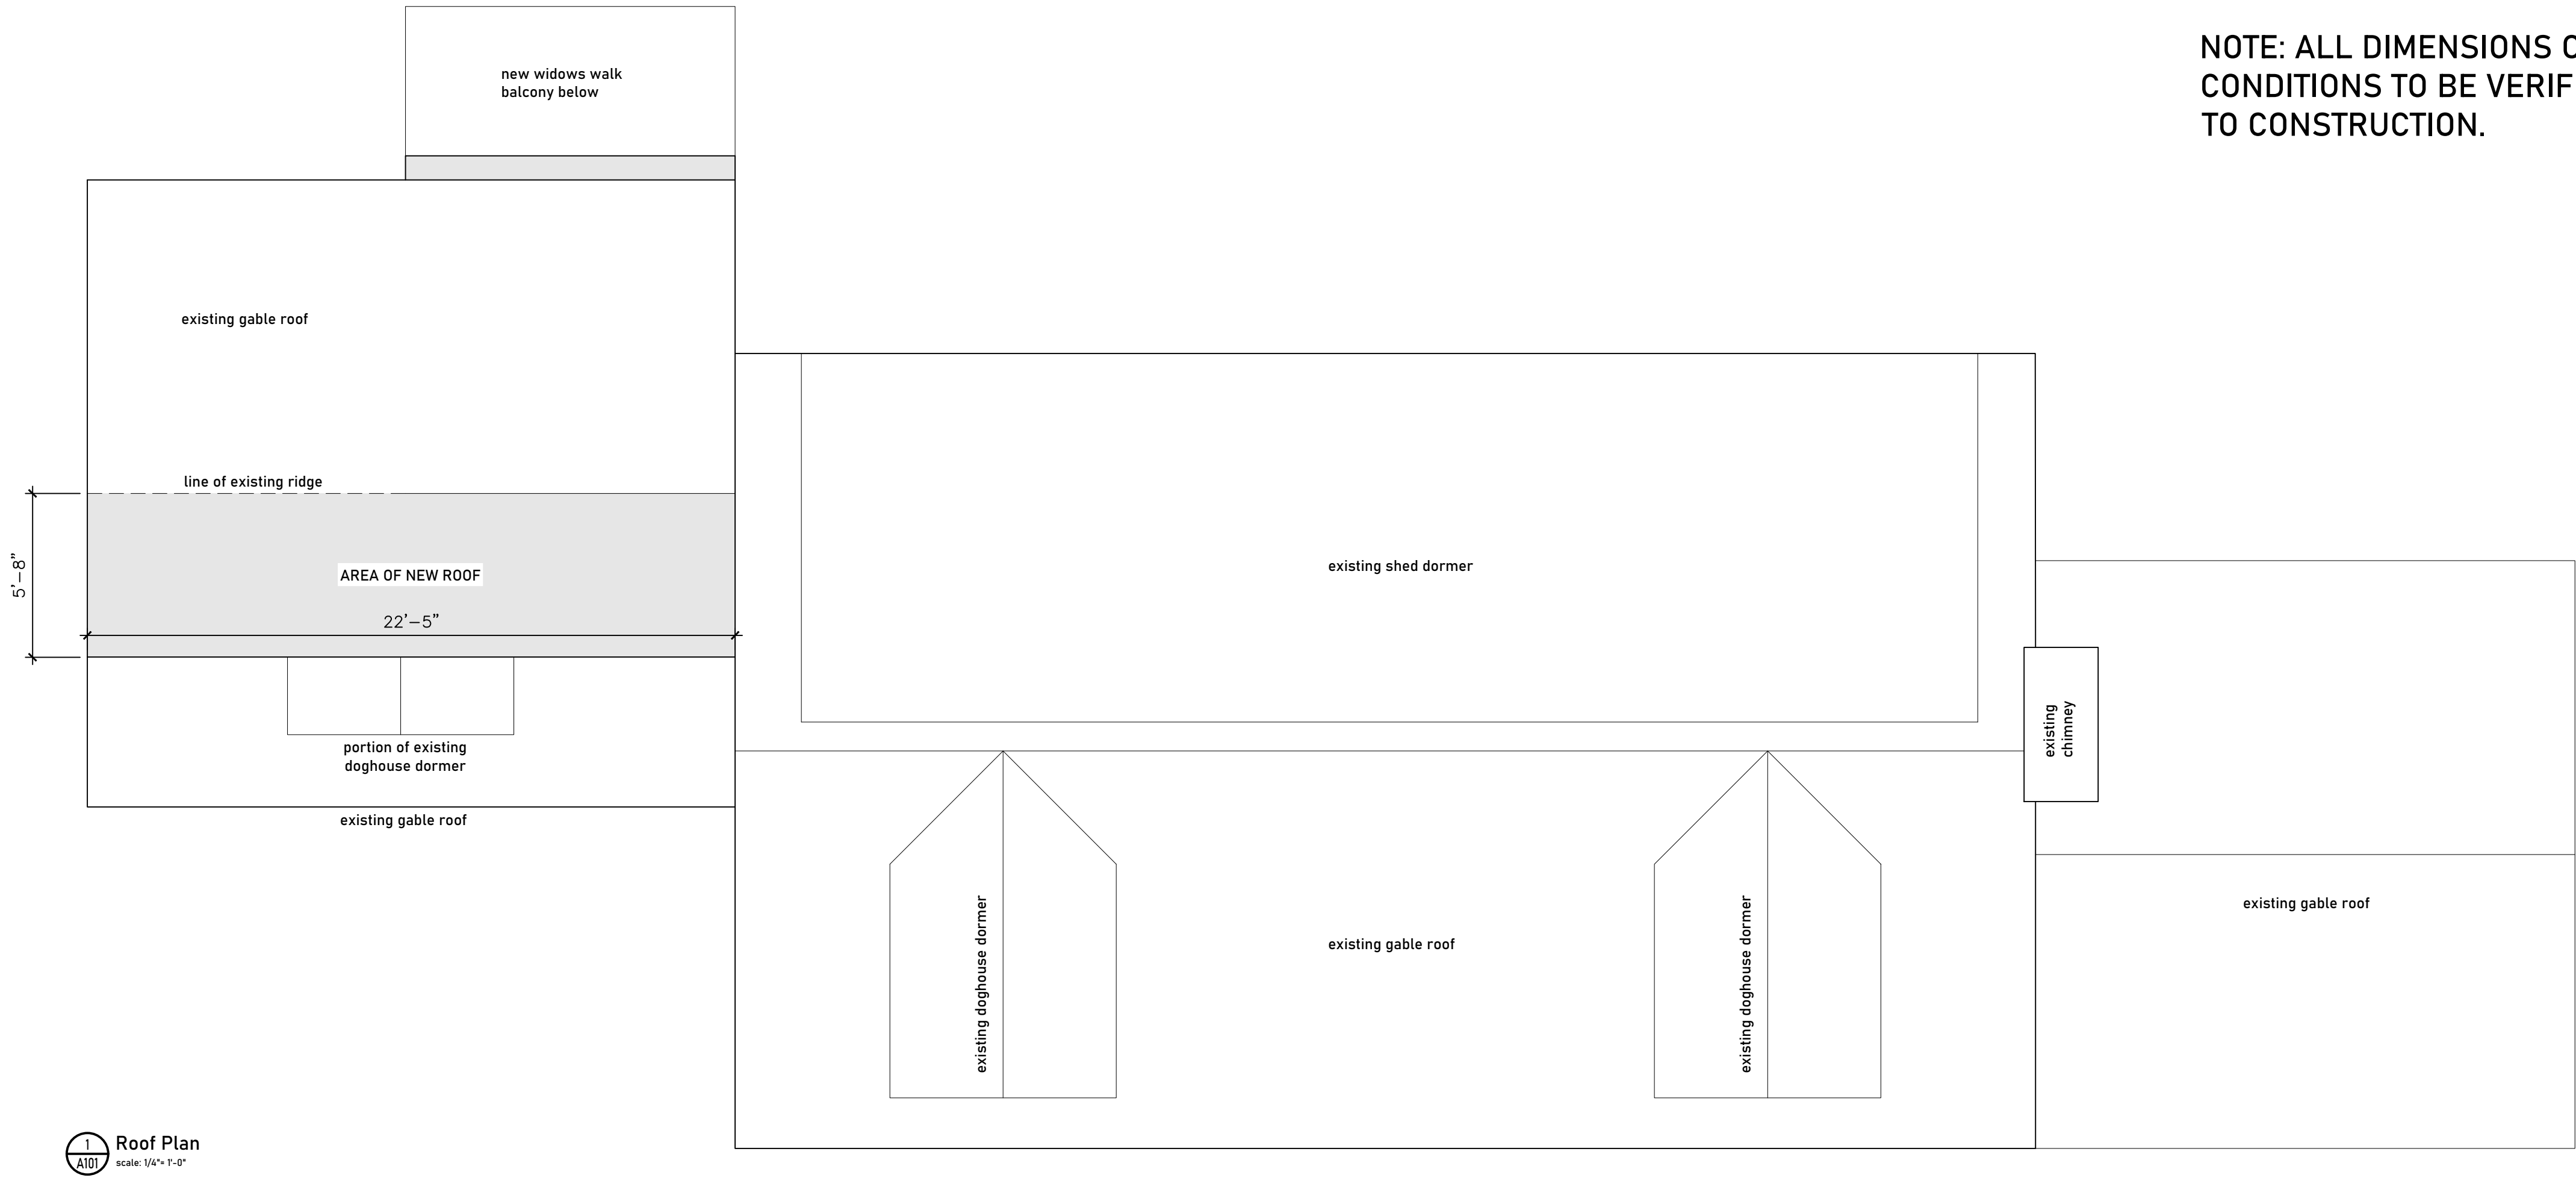 new widows walk
balcony below
NOTE: ALL DIMENSIONS
CONDITIONS TO BE
TO CONSTRUCTION.
existing gable roof
line of existing ridge
5'-8"
AREA OF NEW ROOF
22'-5"
portion of existing
doghouse dormer
existing gable roof
existing shed dormer
existing
chimney
existing doghouse dormer
existing gable roof
existing doghouse dormer
existing gable roof
1
A101
Roof Plan
scale: 1/4"= 1'-0"